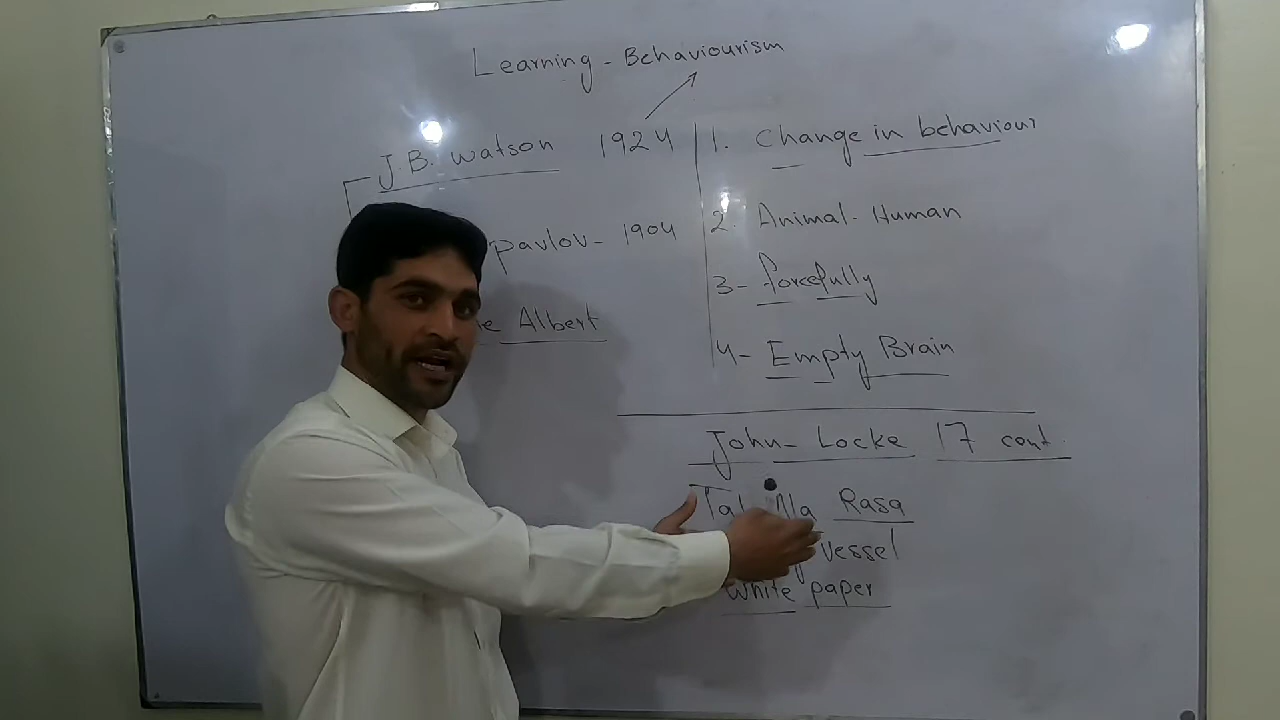 Learning - Behaviourism
J B. watson 1924
pavlov - 1904
Albert
1. Change in behaviour
2. Animal - Human
3- forcefully
4- Empty Brain
John - Locke 17 cent.
Rasa
vessel
White paper